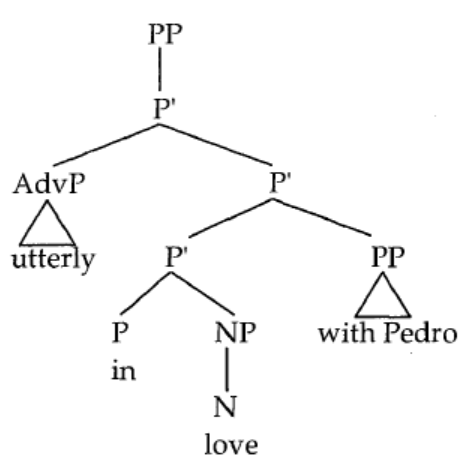 PP
P'
AdvP P'
utterly P' PP
P NP with Pedro
in
N
love